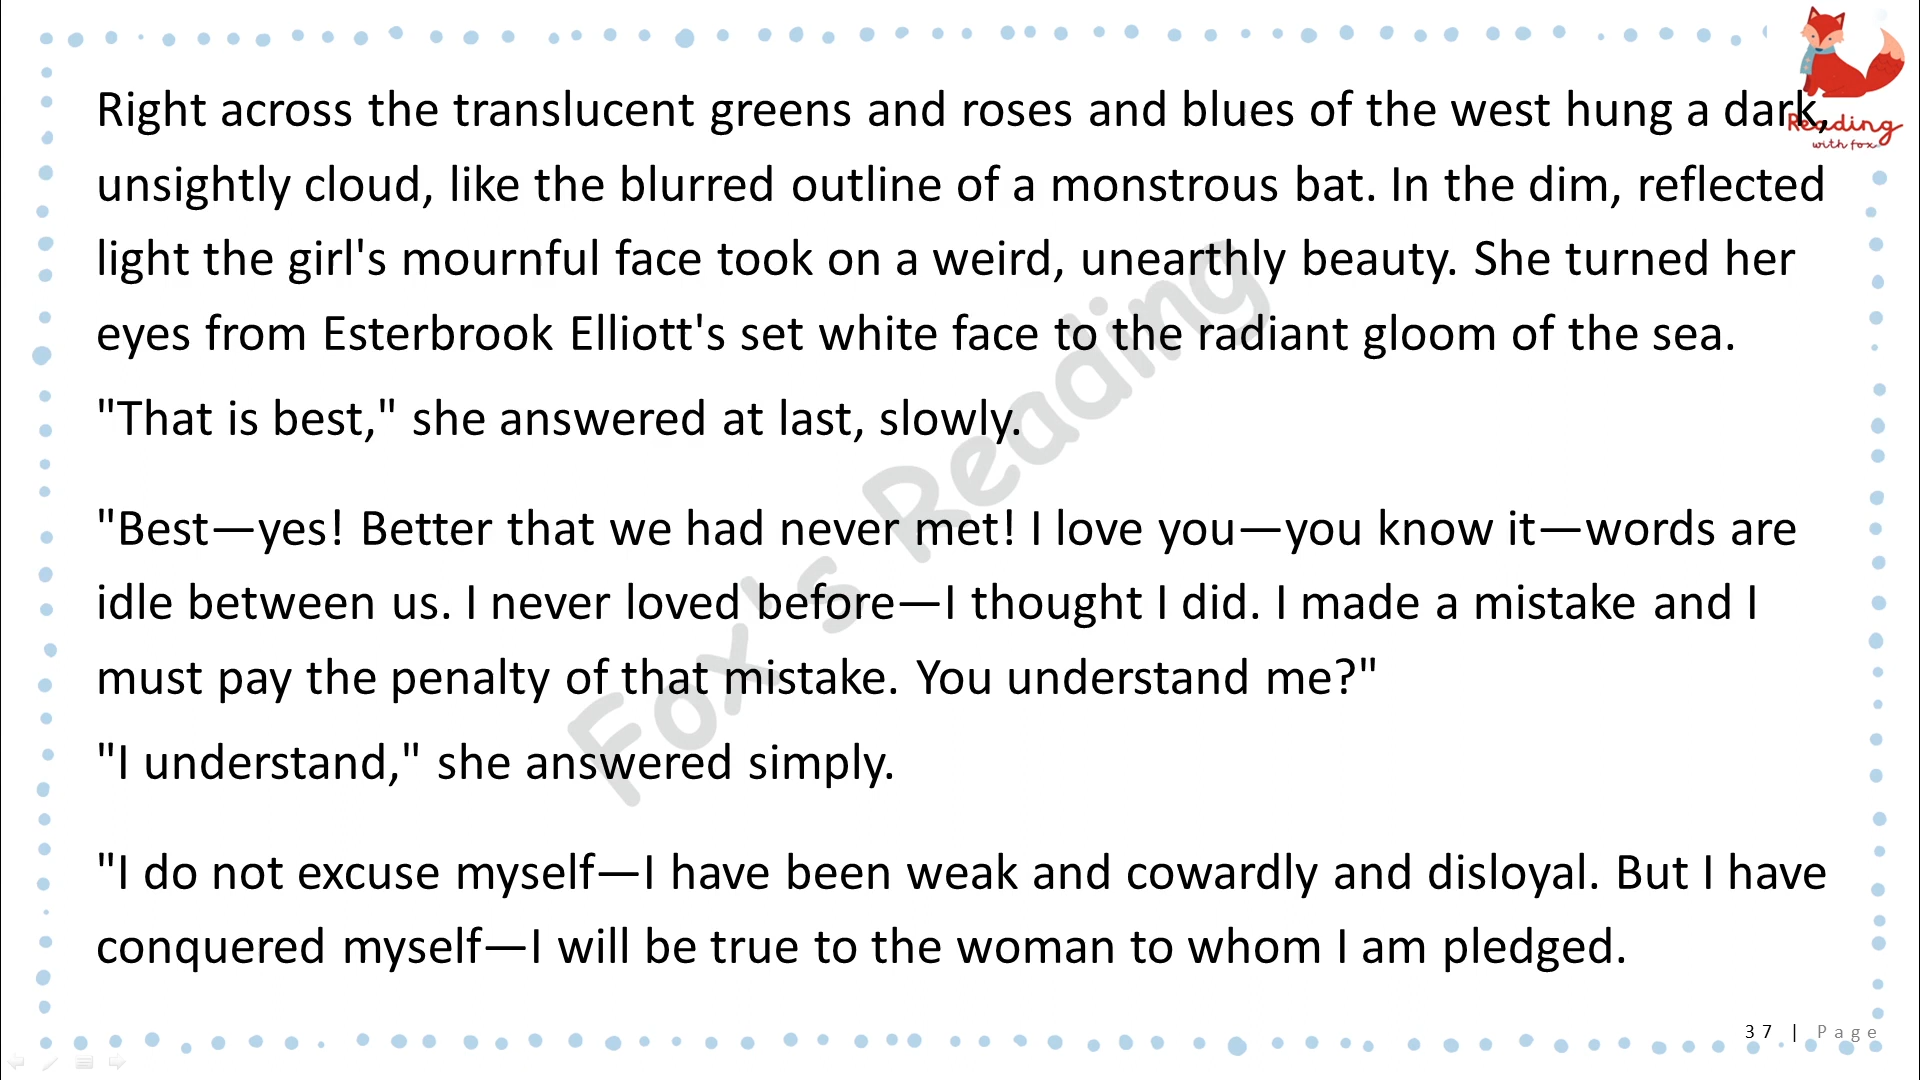 Right across the translucent greens and roses and blues of the west hung a dark,
unsightly cloud, like the blurred outline of a monstrous bat. In the dim, reflected
light the girl's mournful face took on a weird, unearthly beauty. She turned her
eyes from Esterbrook Elliott's set white face to the radiant gloom of the sea.
"That is best," she answered at last, slowly.
"Best—yes! Better that we had never met! I love you—you know it—words are
idle between us. I never loved before—I thought I did. I made a mistake and I
must pay the penalty of that mistake. You understand me?"
"I understand," she answered simply.
"I do not excuse myself—I have been weak and cowardly and disloyal. But I have
conquered myself—I will be true to the woman to whom I am pledged.
Reading
with fox
Fox's Reading
37 | Page